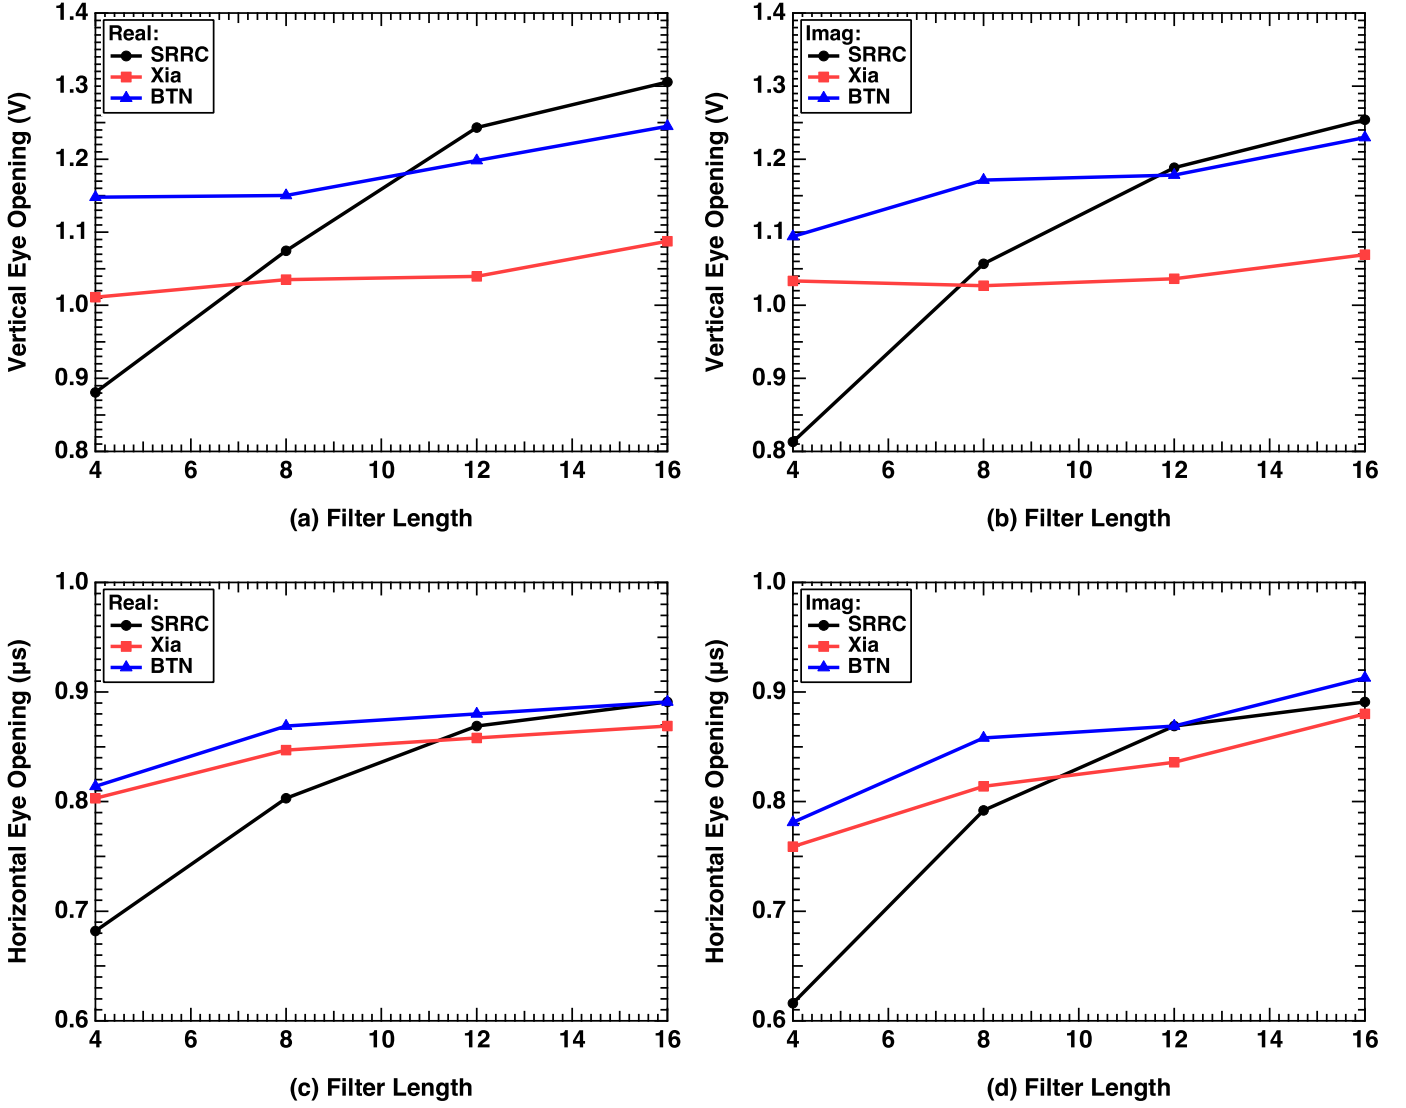 1.4
1.3
1.2
1.1
1.0
0.9
0.8
Vertical Eye Opening (V)
Real:
SRRC
Xia
BTN
4 6 8 10 12 14 16
(a) Filter Length
1.4
1.3
1.2
1.1
1.0
0.9
0.8
Vertical Eye Opening (V)
Imag:
SRRC
Xia
BTN
4 6 8 10 12 14 16
(b) Filter Length
1.0
0.9
0.8
0.7
0.6
Horizontal Eye Opening (μs)
Real:
SRRC
Xia
BTN
4 6 8 10 12 14 16
(c) Filter Length
1.0
0.9
0.8
0.7
0.6
Horizontal Eye Opening (μs)
Imag:
SRRC
Xia
BTN
4 6 8 10 12 14 16
(d) Filter Length